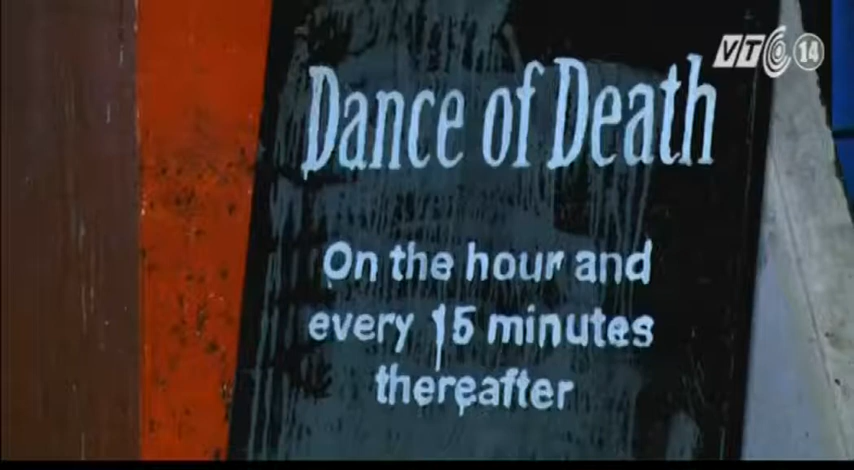 VTC 14
Dance of Death
On the hour and
every 15 minutes
thereafter